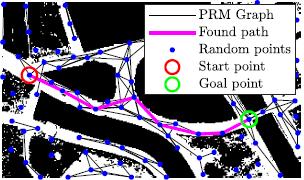 PRM Graph
Found path
Random points
Start point
Goal point